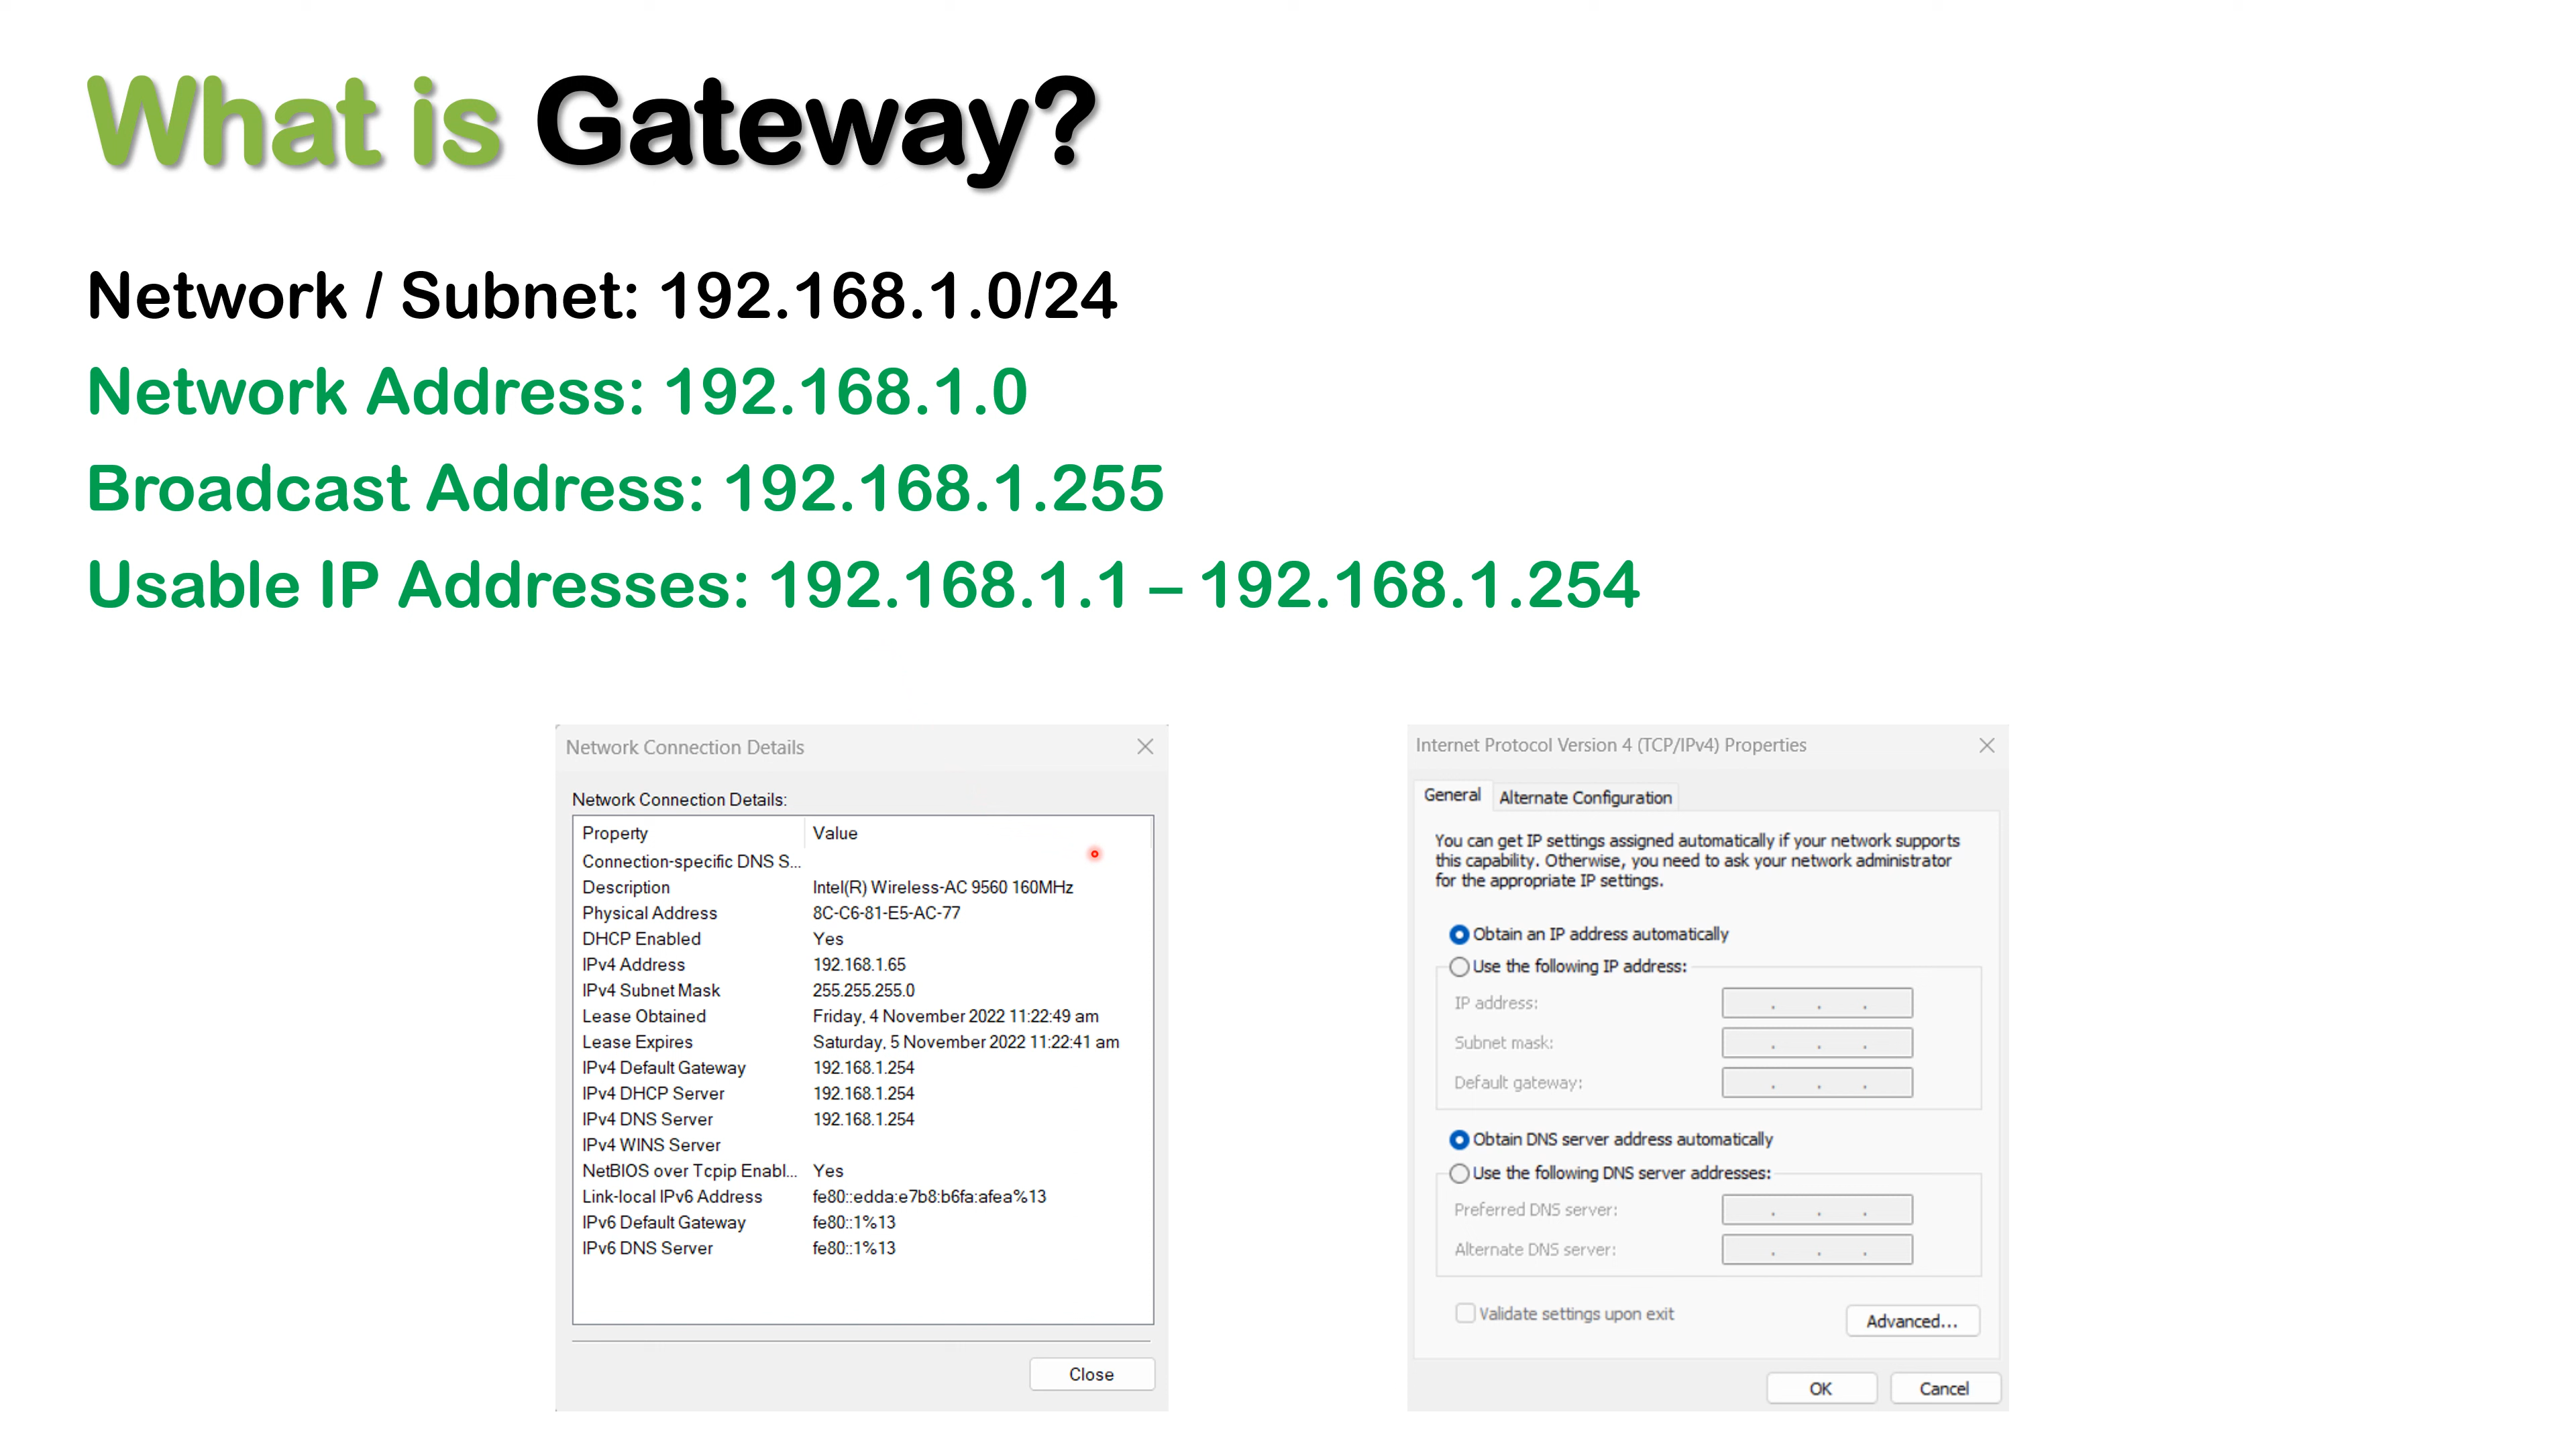 What is Gateway?
Network / Subnet: 192.168.1.0/24
Network Address: 192.168.1.0
Broadcast Address: 192.168.1.255
Usable IP Addresses: 192.168.1.1 – 192.168.1.254
Network Connection Details
Network Connection Details:
Property Value
Connection-specific DNS S...
Description Intel(R) Wireless-AC 9560 160MHz
Physical Address 8C-C6-81-E5-AC-77
DHCP Enabled Yes
IPv4 Address 192.168.1.65
IPv4 Subnet Mask 255.255.255.0
Lease Obtained Friday, 4 November 2022 11:22:49 am
Lease Expires Saturday, 5 November 2022 11:22:41 am
IPv4 Default Gateway 192.168.1.254
IPv4 DHCP Server 192.168.1.254
IPv4 DNS Server 192.168.1.254
IPv4 WINS Server
NetBIOS over Tcpip Enabl... Yes
Link-local IPv6 Address fe80::edda:e7b8:b6fa:afea%13
IPv6 Default Gateway fe80::1%13
IPv6 DNS Server fe80::1%13
Close
Internet Protocol Version 4 (TCP/IPv4) Properties
General Alternate Configuration
You can get IP settings assigned automatically if your network supports
this capability. Otherwise, you need to ask your network administrator
for the appropriate IP settings.
Obtain an IP address automatically
Use the following IP address:
IP address: . . .
Subnet mask: . . .
Default gateway: . . .
Obtain DNS server address automatically
Use the following DNS server addresses:
Preferred DNS server: . . .
Alternate DNS server: . . .
Validate settings upon exit
Advanced...
OK Cancel